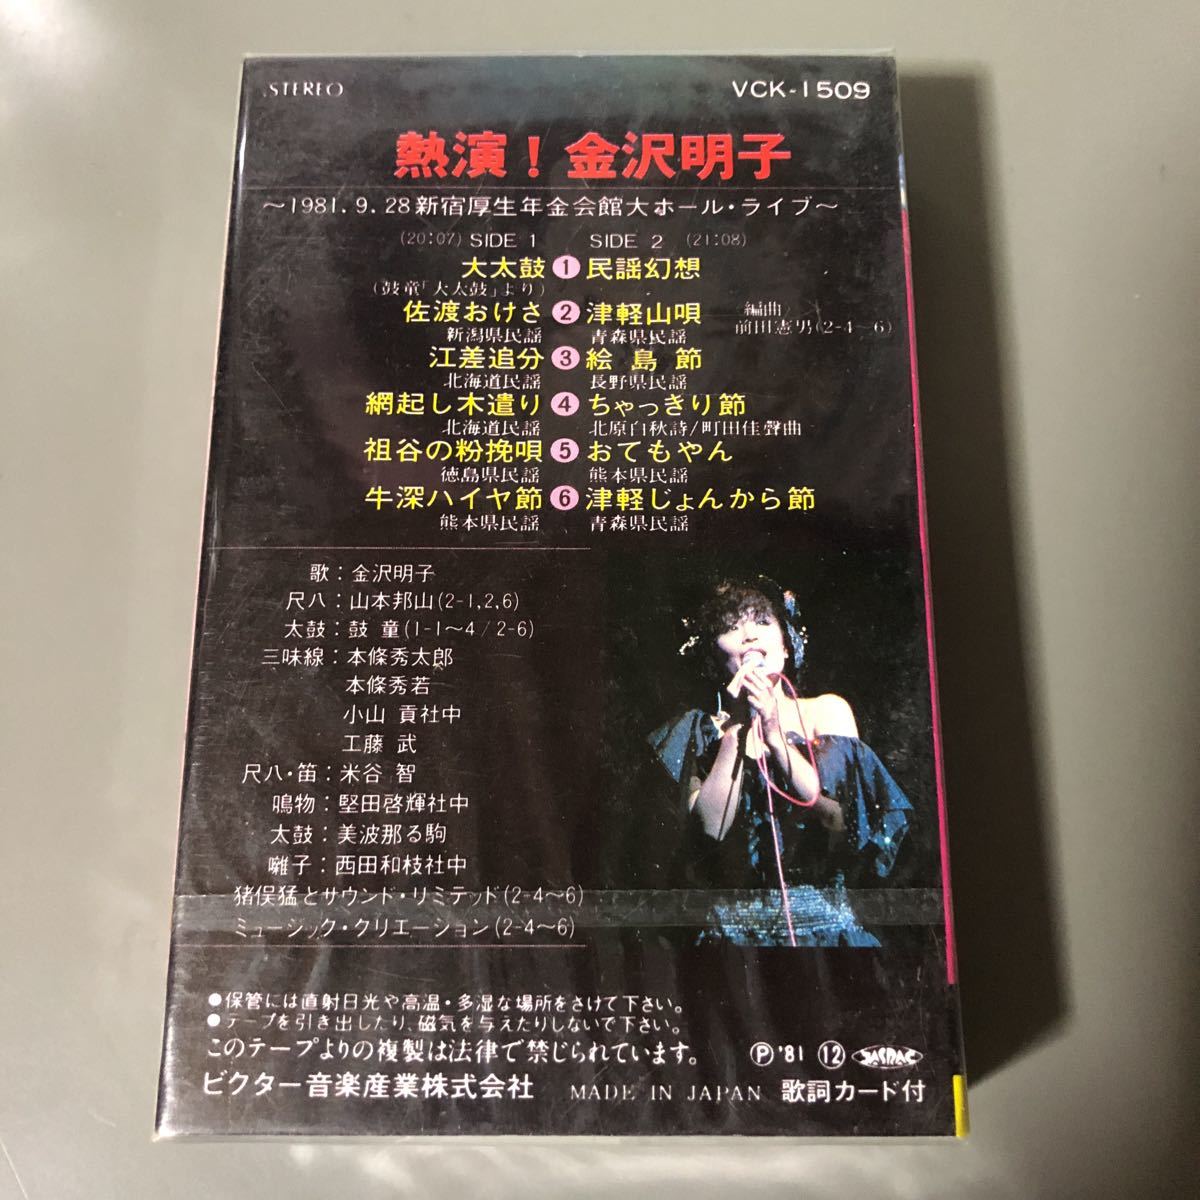 STEREO VCK-1509
熱演！金沢明子
〜1981.9.28新宿厚生年金会館大ホール・ライブ〜
(20:07) SIDE 1 SIDE 2 (21:08)
大太鼓 1 民謡幻想
(鼓童「大太鼓」より)
佐渡おけさ 2 津軽山唄 編曲
新潟県民謡 青森県民謡 前田憲男(2-4〜6)
江差追分 3 絵島節
北海道民謡 長野県民謡
網起し木遣り 4 ちゃっきり節
北海道民謡 北原白秋詩/町田佳聲曲
祖谷の粉挽唄 5 おてもやん
徳島県民謡 熊本県民謡
牛深ハイヤ節 6 津軽じょんから節
熊本県民謡 青森県民謡
歌：金沢明子
尺八：山本邦山(2-1,2,6)
太鼓：鼓童(1-1〜4/2-6)
三味線：本條秀太郎
本條秀若
小山 貢社中
工藤 武
尺八・笛：米谷 智
鳴物：堅田啓輝社中
太鼓：美波那る駒
囃子：西田和枝社中
猪俣猛とサウンド・リミテッド(2-4〜6)
ミュージック・クリエーション(2-4〜6)
●保管には直射日光や高温・多湿な場所をさけて下さい。
●テープを引き出したり、磁気を与えたりしないで下さい。
このテープよりの複製は法律で禁じられています。 Ⓟ'81 ⑫ JASRAC
ビクター音楽産業株式会社 MADE IN JAPAN 歌詞カード付